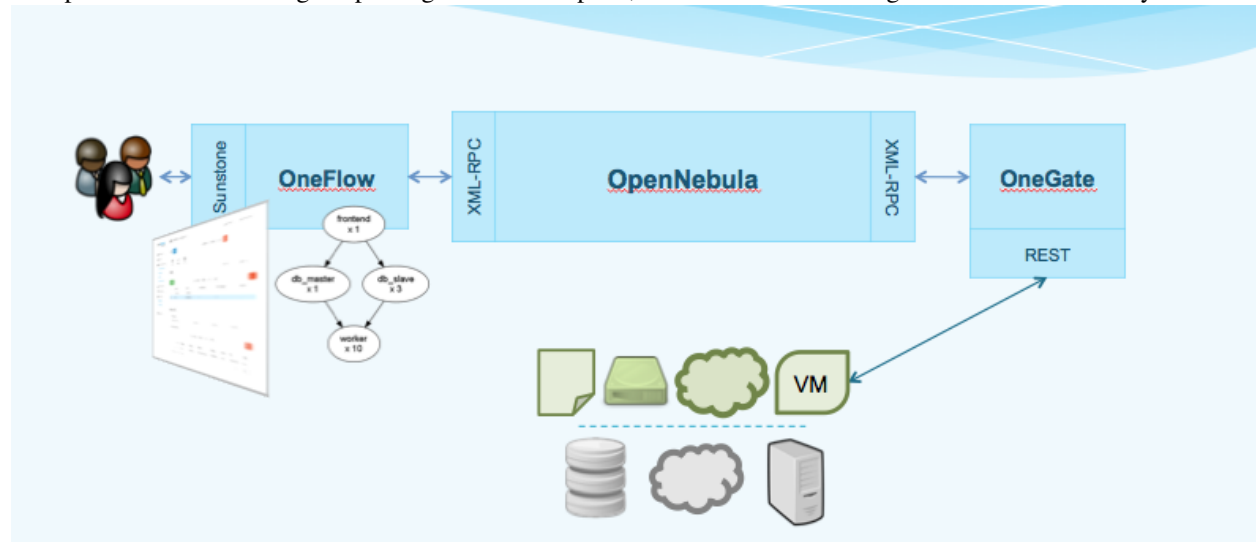 Sunstone
OneFlow
XML-RPC
OpenNebula
XML-RPC
OneGate
REST
frontend
x 1
db_master
x 1
db_slave
x 3
worker
x 10
VM